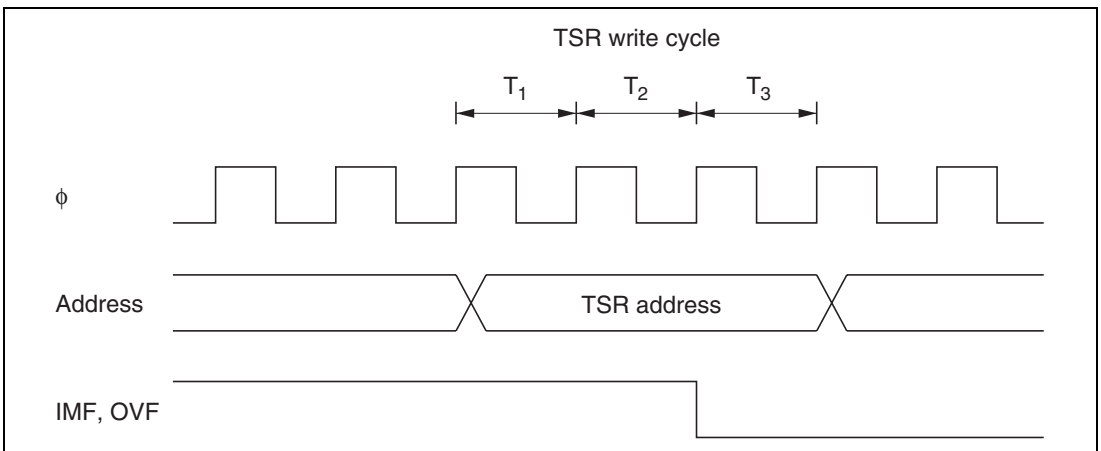 TSR write cycle
T1 T2 T3
φ
Address TSR address
IMF, OVF